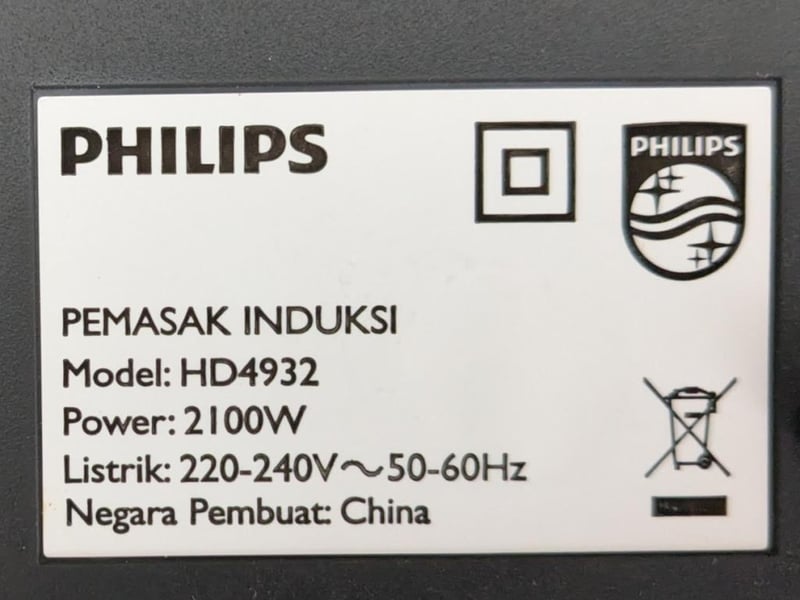 PHILIPS
PHILIPS
PEMASAK INDUKSI
Model: HD4932
Power: 2100W
Listrik: 220-240V~50-60Hz
Negara Pembuat: China